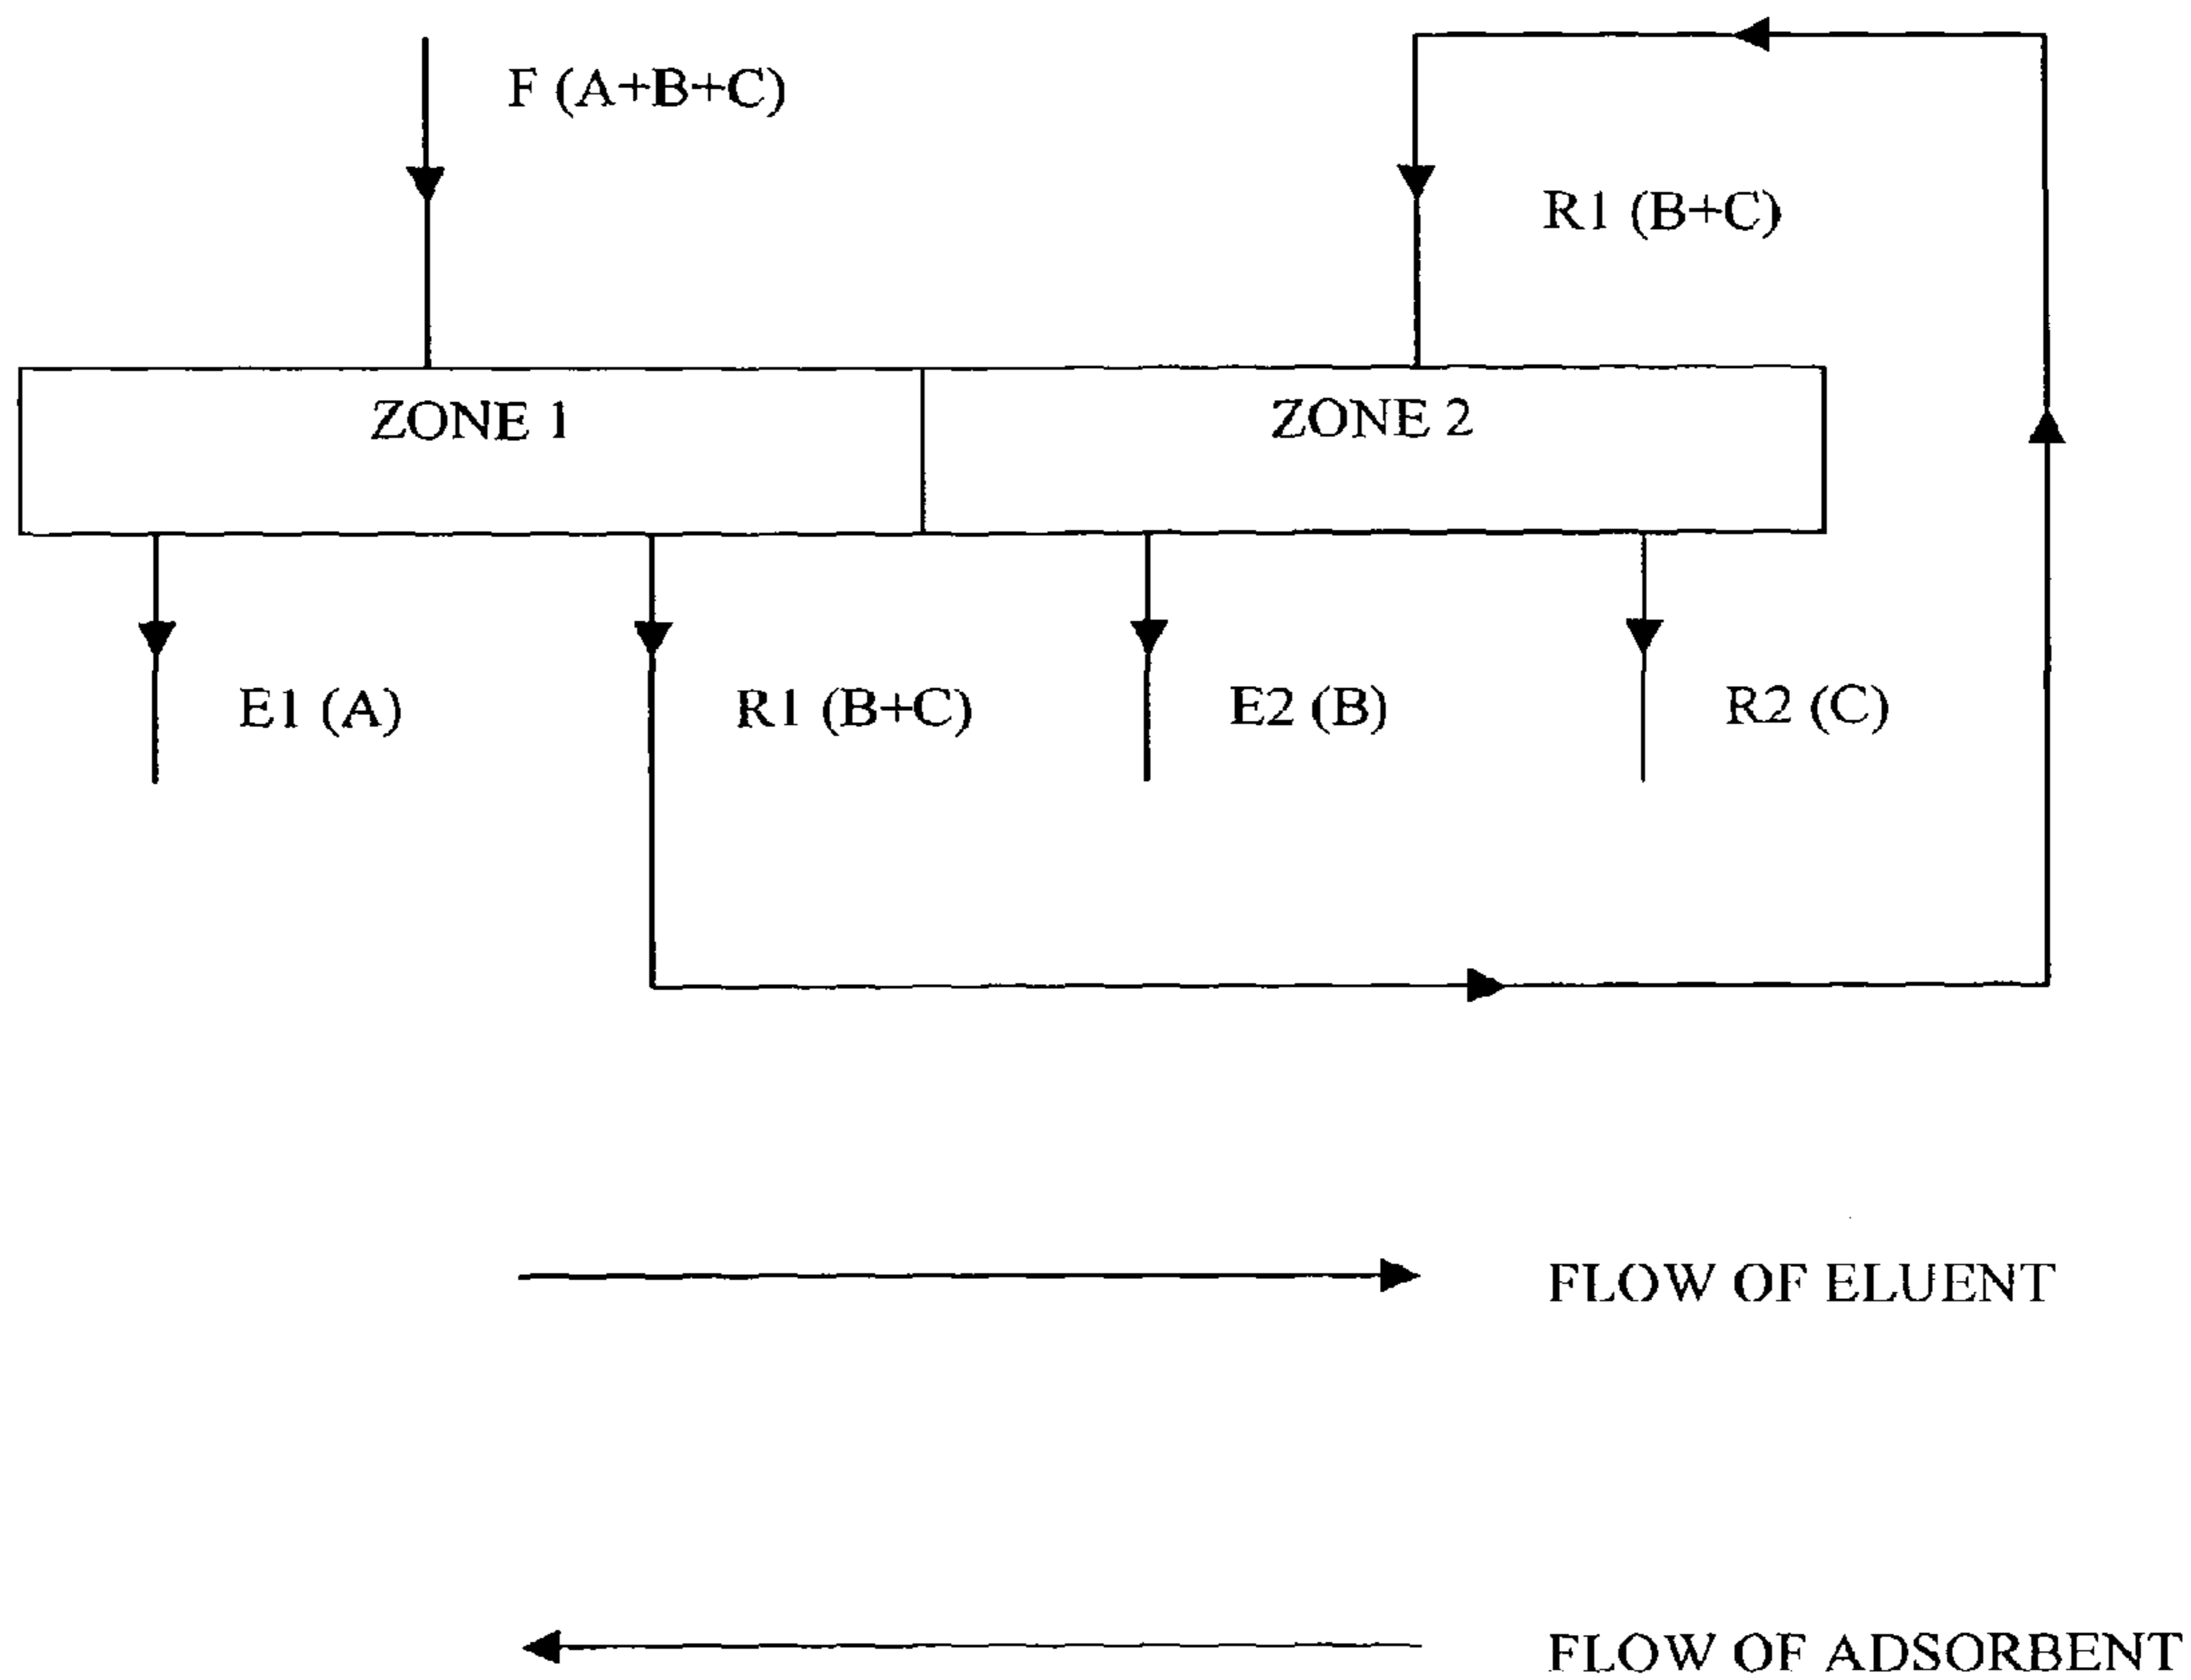 F (A+B+C)
R1 (B+C)
ZONE 1
ZONE 2
E1 (A)
R1 (B+C)
E2 (B)
R2 (C)
FLOW OF ELUENT
FLOW OF ADSORBENT